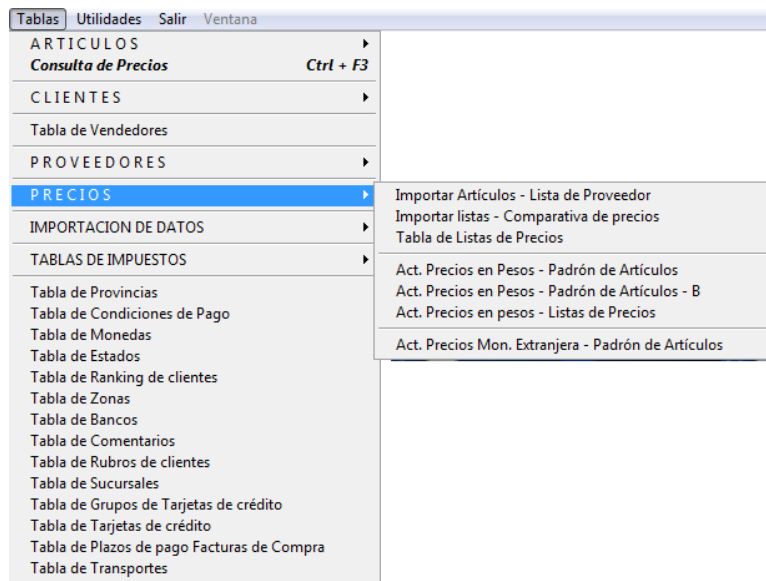 Tablas Utilidades Salir Ventana
ARTICULOS
Consulta de Precios Ctrl + F3
CLIENTES
Tabla de Vendedores
PROVEEDORES
PRECIOS
IMPORTACION DE DATOS
TABLAS DE IMPUESTOS
Tabla de Provincias
Tabla de Condiciones de Pago
Tabla de Monedas
Tabla de Estados
Tabla de Ranking de clientes
Tabla de Zonas
Tabla de Bancos
Tabla de Comentarios
Tabla de Rubros de clientes
Tabla de Sucursales
Tabla de Grupos de Tarjetas de crédito
Tabla de Tarjetas de crédito
Tabla de Plazos de pago Facturas de Compra
Tabla de Transportes
Importar Artículos - Lista de Proveedor
Importar listas - Comparativa de precios
Tabla de Listas de Precios
Act. Precios en Pesos - Padrón de Artículos
Act. Precios en Pesos - Padrón de Artículos - B
Act. Precios en pesos - Listas de Precios
Act. Precios Mon. Extranjera - Padrón de Artículos